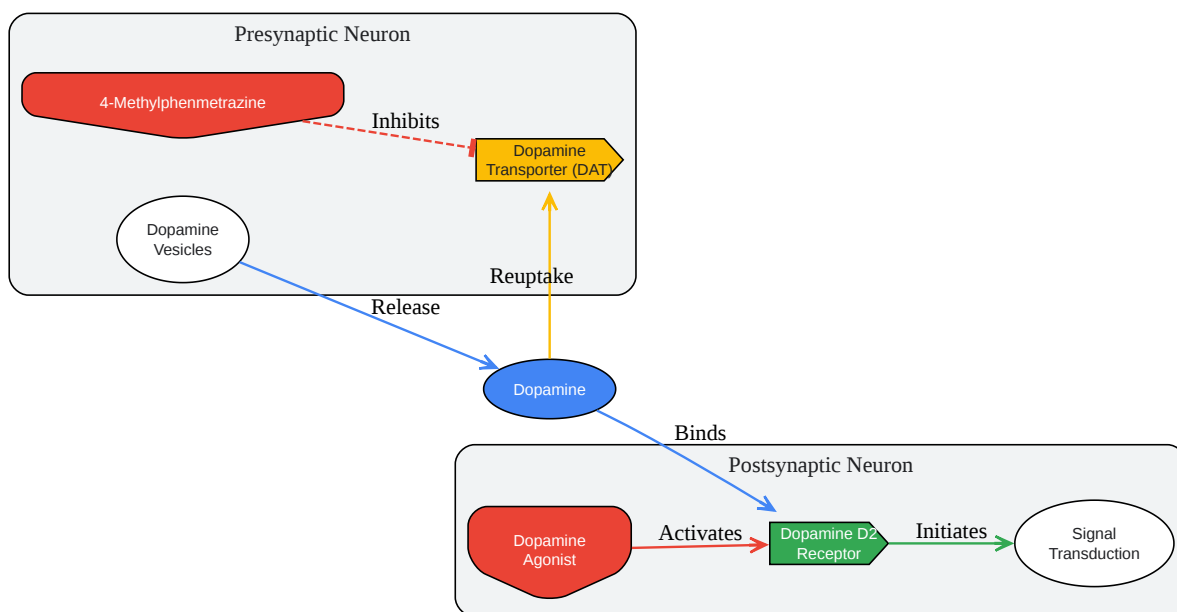 Presynaptic Neuron
4-Methylphenmetrazine
Inhibits
Dopamine
Transporter (DAT)
Dopamine
Vesicles
Reuptake
Release
Dopamine
Binds
Postsynaptic Neuron
Dopamine
Agonist
Activates
Dopamine D2
Receptor
Initiates
Signal
Transduction